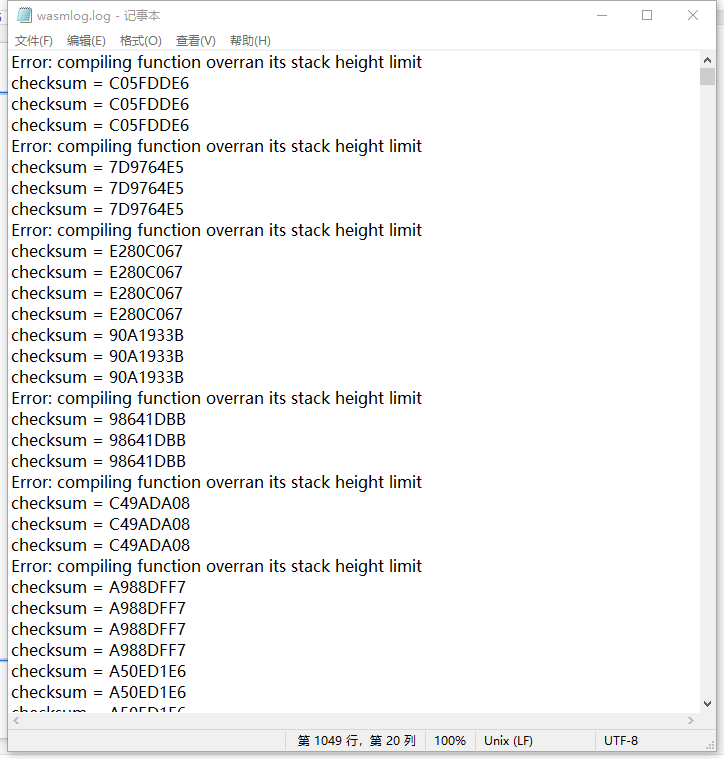 wasmlog.log - 记事本
文件(F) 编辑(E) 格式(O) 查看(V) 帮助(H)
Error: compiling function overran its stack height limit
checksum = C05FDDE6
checksum = C05FDDE6
checksum = C05FDDE6
Error: compiling function overran its stack height limit
checksum = 7D9764E5
checksum = 7D9764E5
checksum = 7D9764E5
Error: compiling function overran its stack height limit
checksum = E280C067
checksum = E280C067
checksum = E280C067
checksum = E280C067
checksum = 90A1933B
checksum = 90A1933B
checksum = 90A1933B
Error: compiling function overran its stack height limit
checksum = 98641DBB
checksum = 98641DBB
checksum = 98641DBB
Error: compiling function overran its stack height limit
checksum = C49ADA08
checksum = C49ADA08
checksum = C49ADA08
Error: compiling function overran its stack height limit
checksum = A988DFF7
checksum = A988DFF7
checksum = A988DFF7
checksum = A988DFF7
checksum = A50ED1E6
checksum = A50ED1E6
checksum = A50ED1E6
第 1049 行，第 20 列 100% Unix (LF) UTF-8